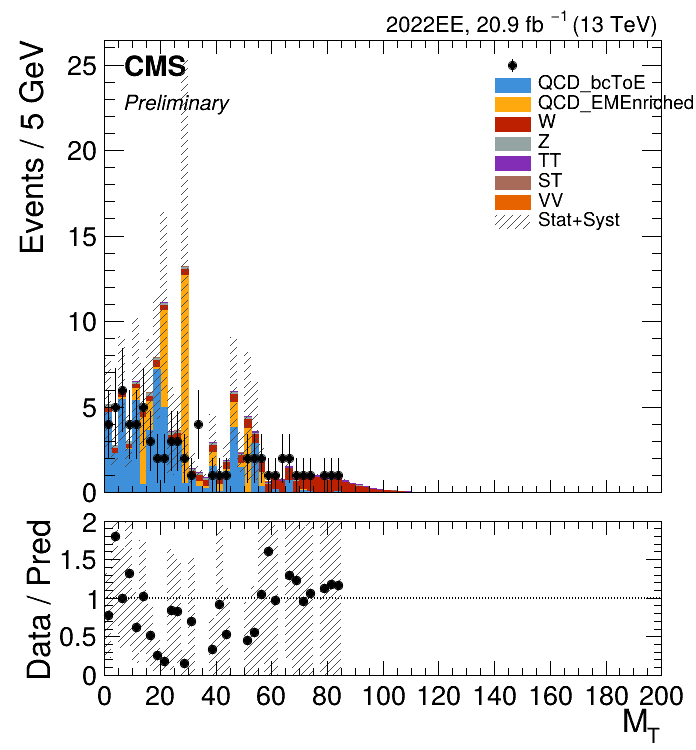 2022EE, 20.9 fb⁻¹ (13 TeV)
CMS
Preliminary
QCD_bcToE
QCD_EMEnriched
W
Z
TT
ST
VV
Stat+Syst
Events / 5 GeV
25
20
15
10
5
0
Data / Pred
2
1.5
1
0.5
0
0 20 40 60 80 100 120 140 160 180 200
M_T